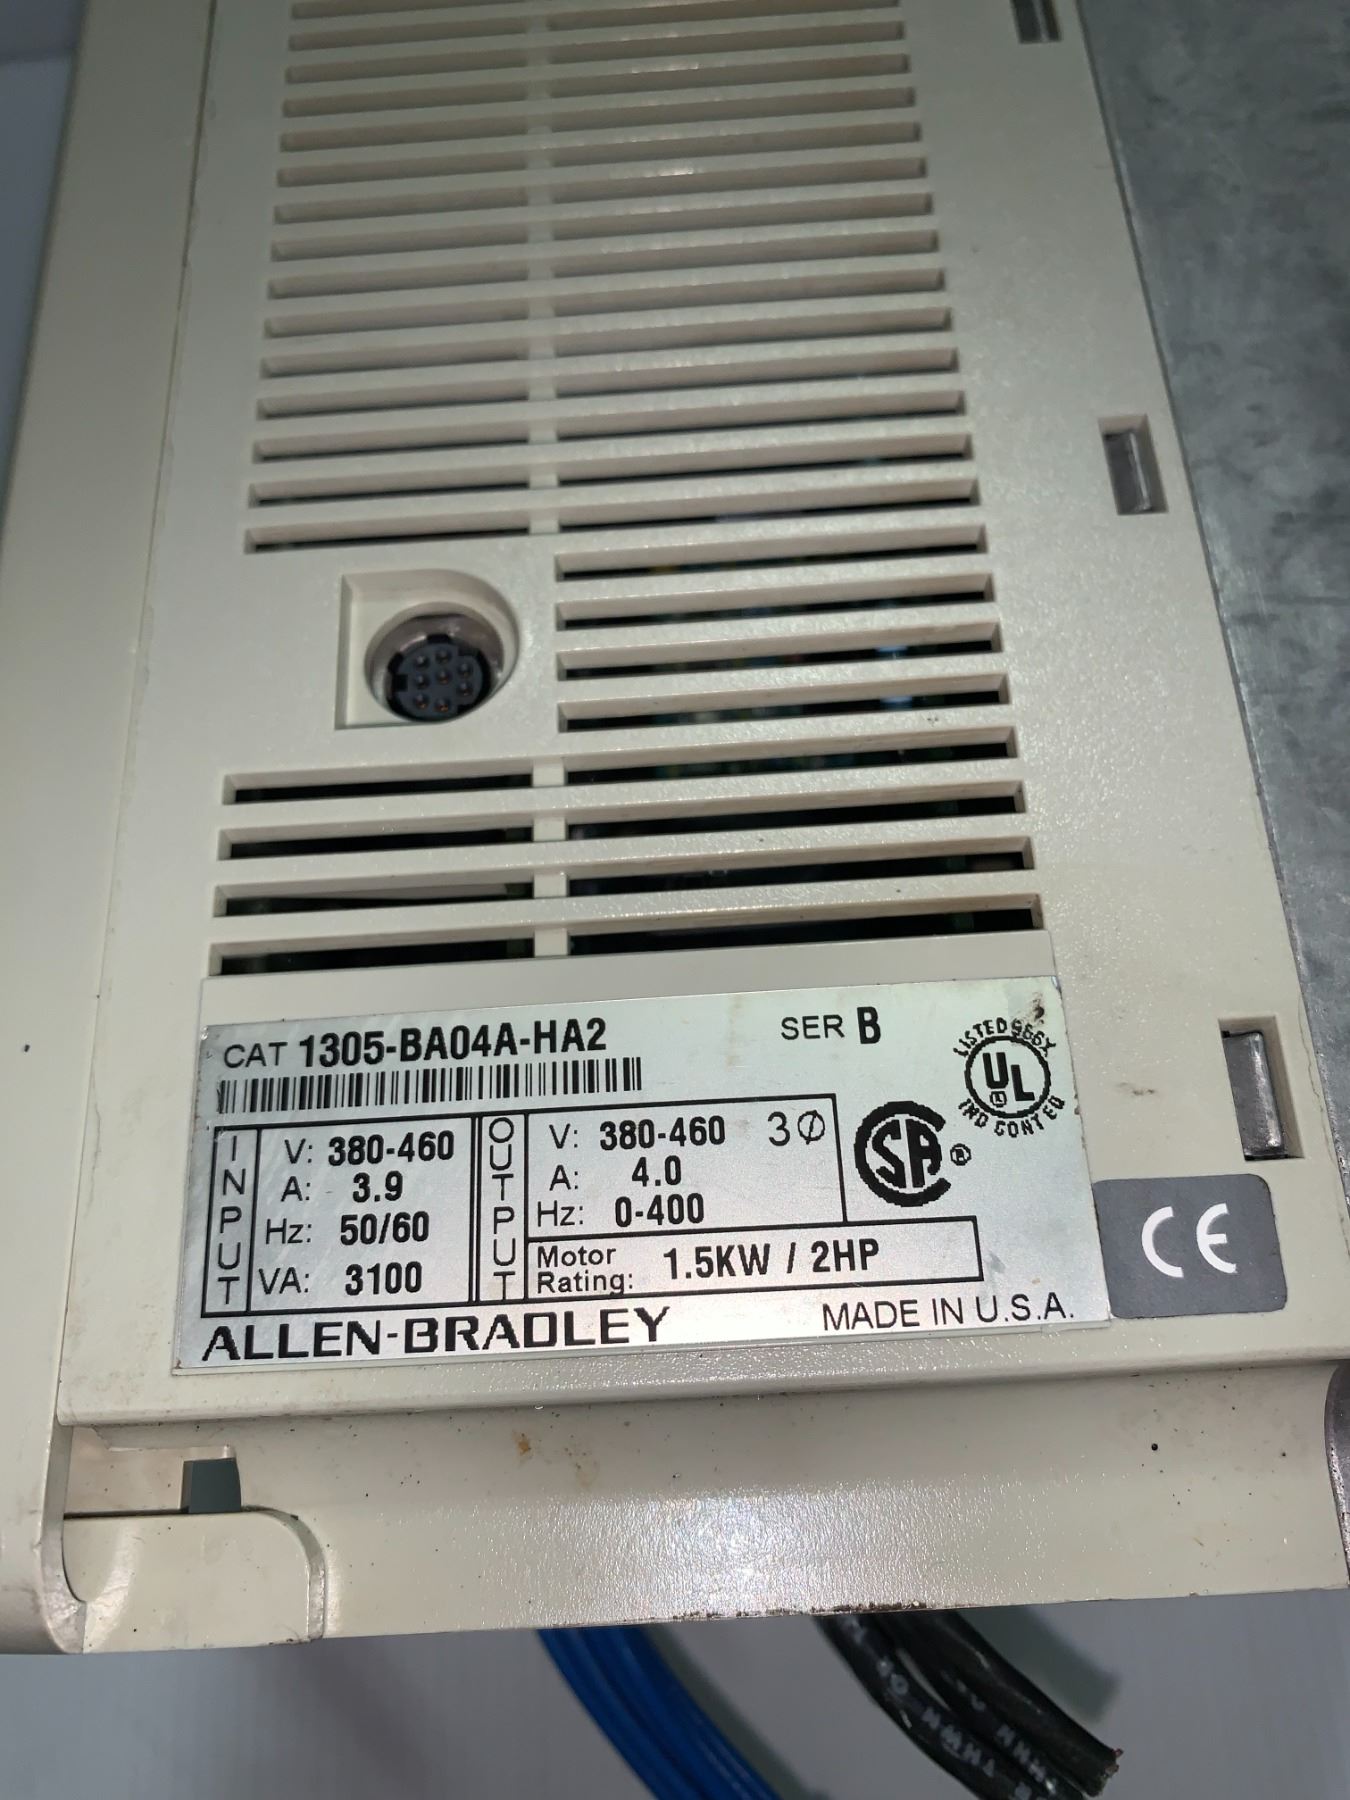 CAT 1305-BA04A-HA2 SER B
LISTED 966X
UL ®
IND CONT EQ
INPUT
V: 380-460
A: 3.9
Hz: 50/60
VA: 3100
OUTPUT
V: 380-460 3Ø
A: 4.0
Hz: 0-400
Motor Rating: 1.5KW / 2HP
SA ®
CE
ALLEN-BRADLEY MADE IN U.S.A.